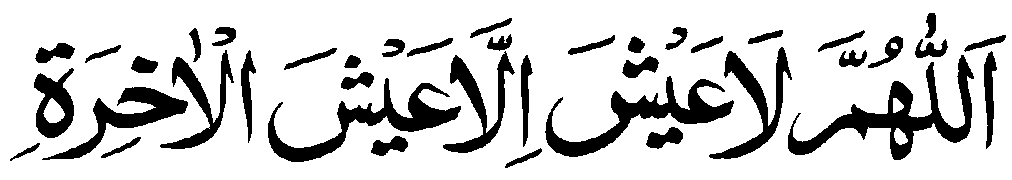 اَللّٰهُمَّ لَا عَيْشَ اِلَّا عَيْشَ الْاٰخِرَةِ